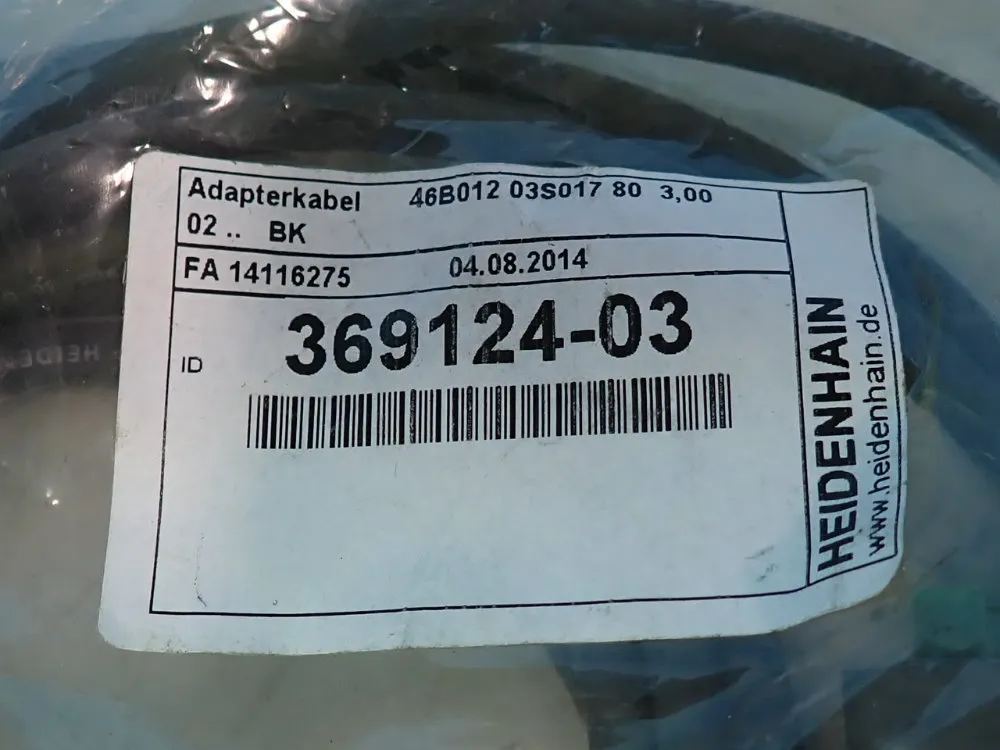 Adapterkabel 46B012 03S017 80 3,00
02 .. BK
FA 14116275 04.08.2014
ID 369124-03
HEIDENHAIN
www.heidenhain.de